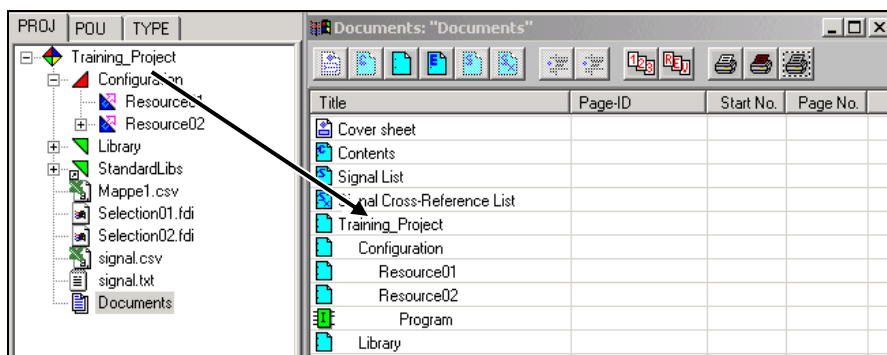 PROJ POU TYPE
Training_Project
Configuration
Resource01
Resource02
Library
StandardLibs
Mappe1.csv
Selection01.fdi
Selection02.fdi
signal.csv
signal.txt
Documents
Documents: "Documents"
Title Page-ID Start No. Page No.
Cover sheet
Contents
Signal List
Signal Cross-Reference List
Training_Project
Configuration
Resource01
Resource02
Program
Library